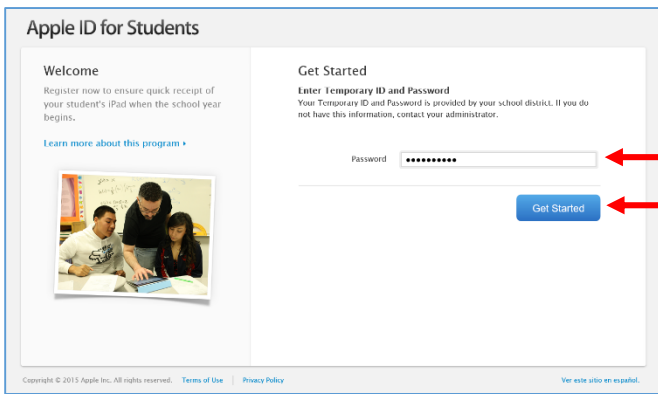 Apple ID for Students
Welcome
Register now to ensure quick receipt of
your student's iPad when the school year
begins.
Learn more about this program ›
Get Started
Enter Temporary ID and Password
Your Temporary ID and Password is provided by your school district. If you do
not have this information, contact your administrator.
Password ••••••••••
Get Started
Copyright © 2015 Apple Inc. All rights reserved. Terms of Use | Privacy Policy
Ver este sitio en español.